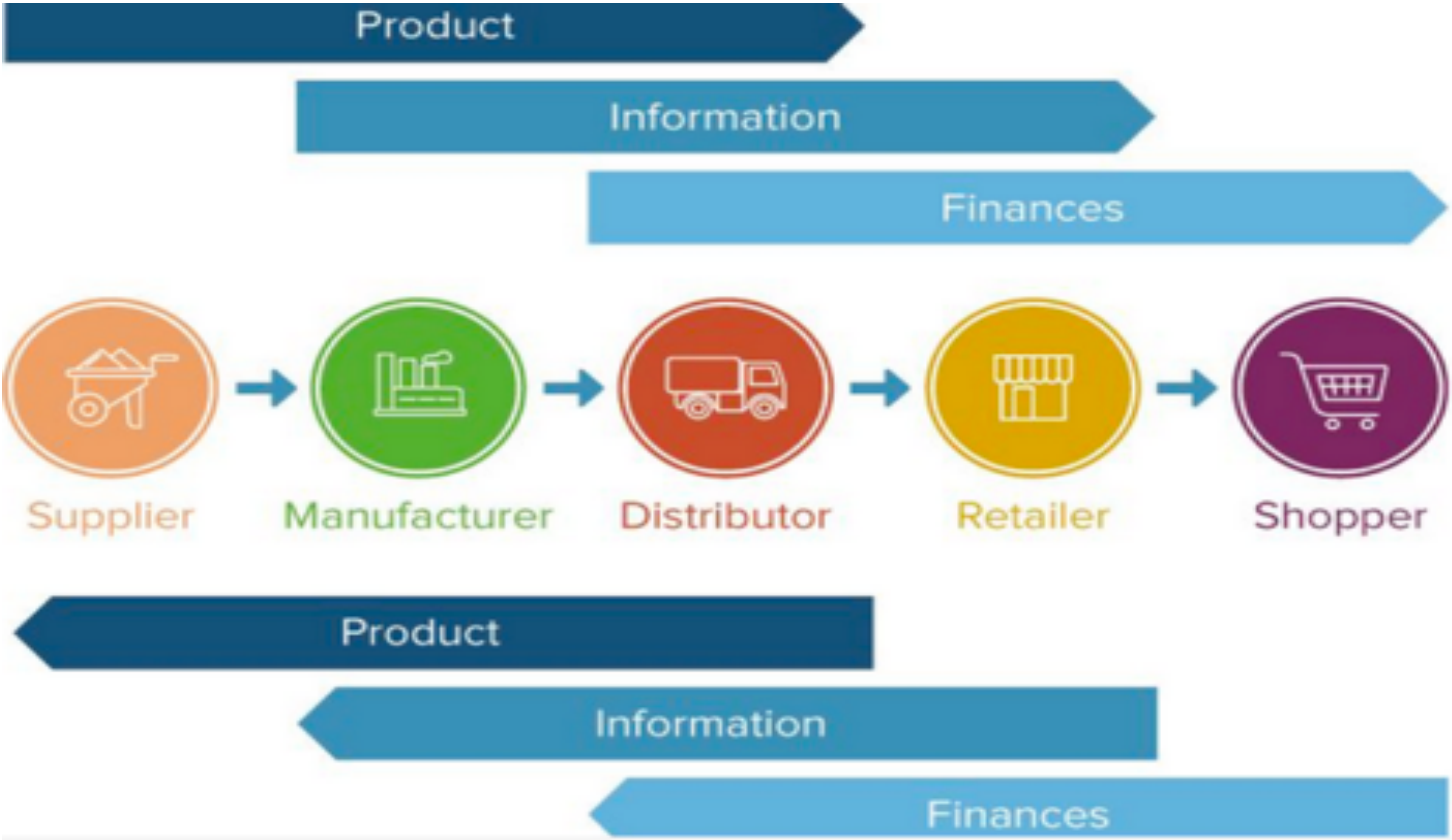 Product
Information
Finances
Supplier Manufacturer Distributor Retailer Shopper
Product
Information
Finances